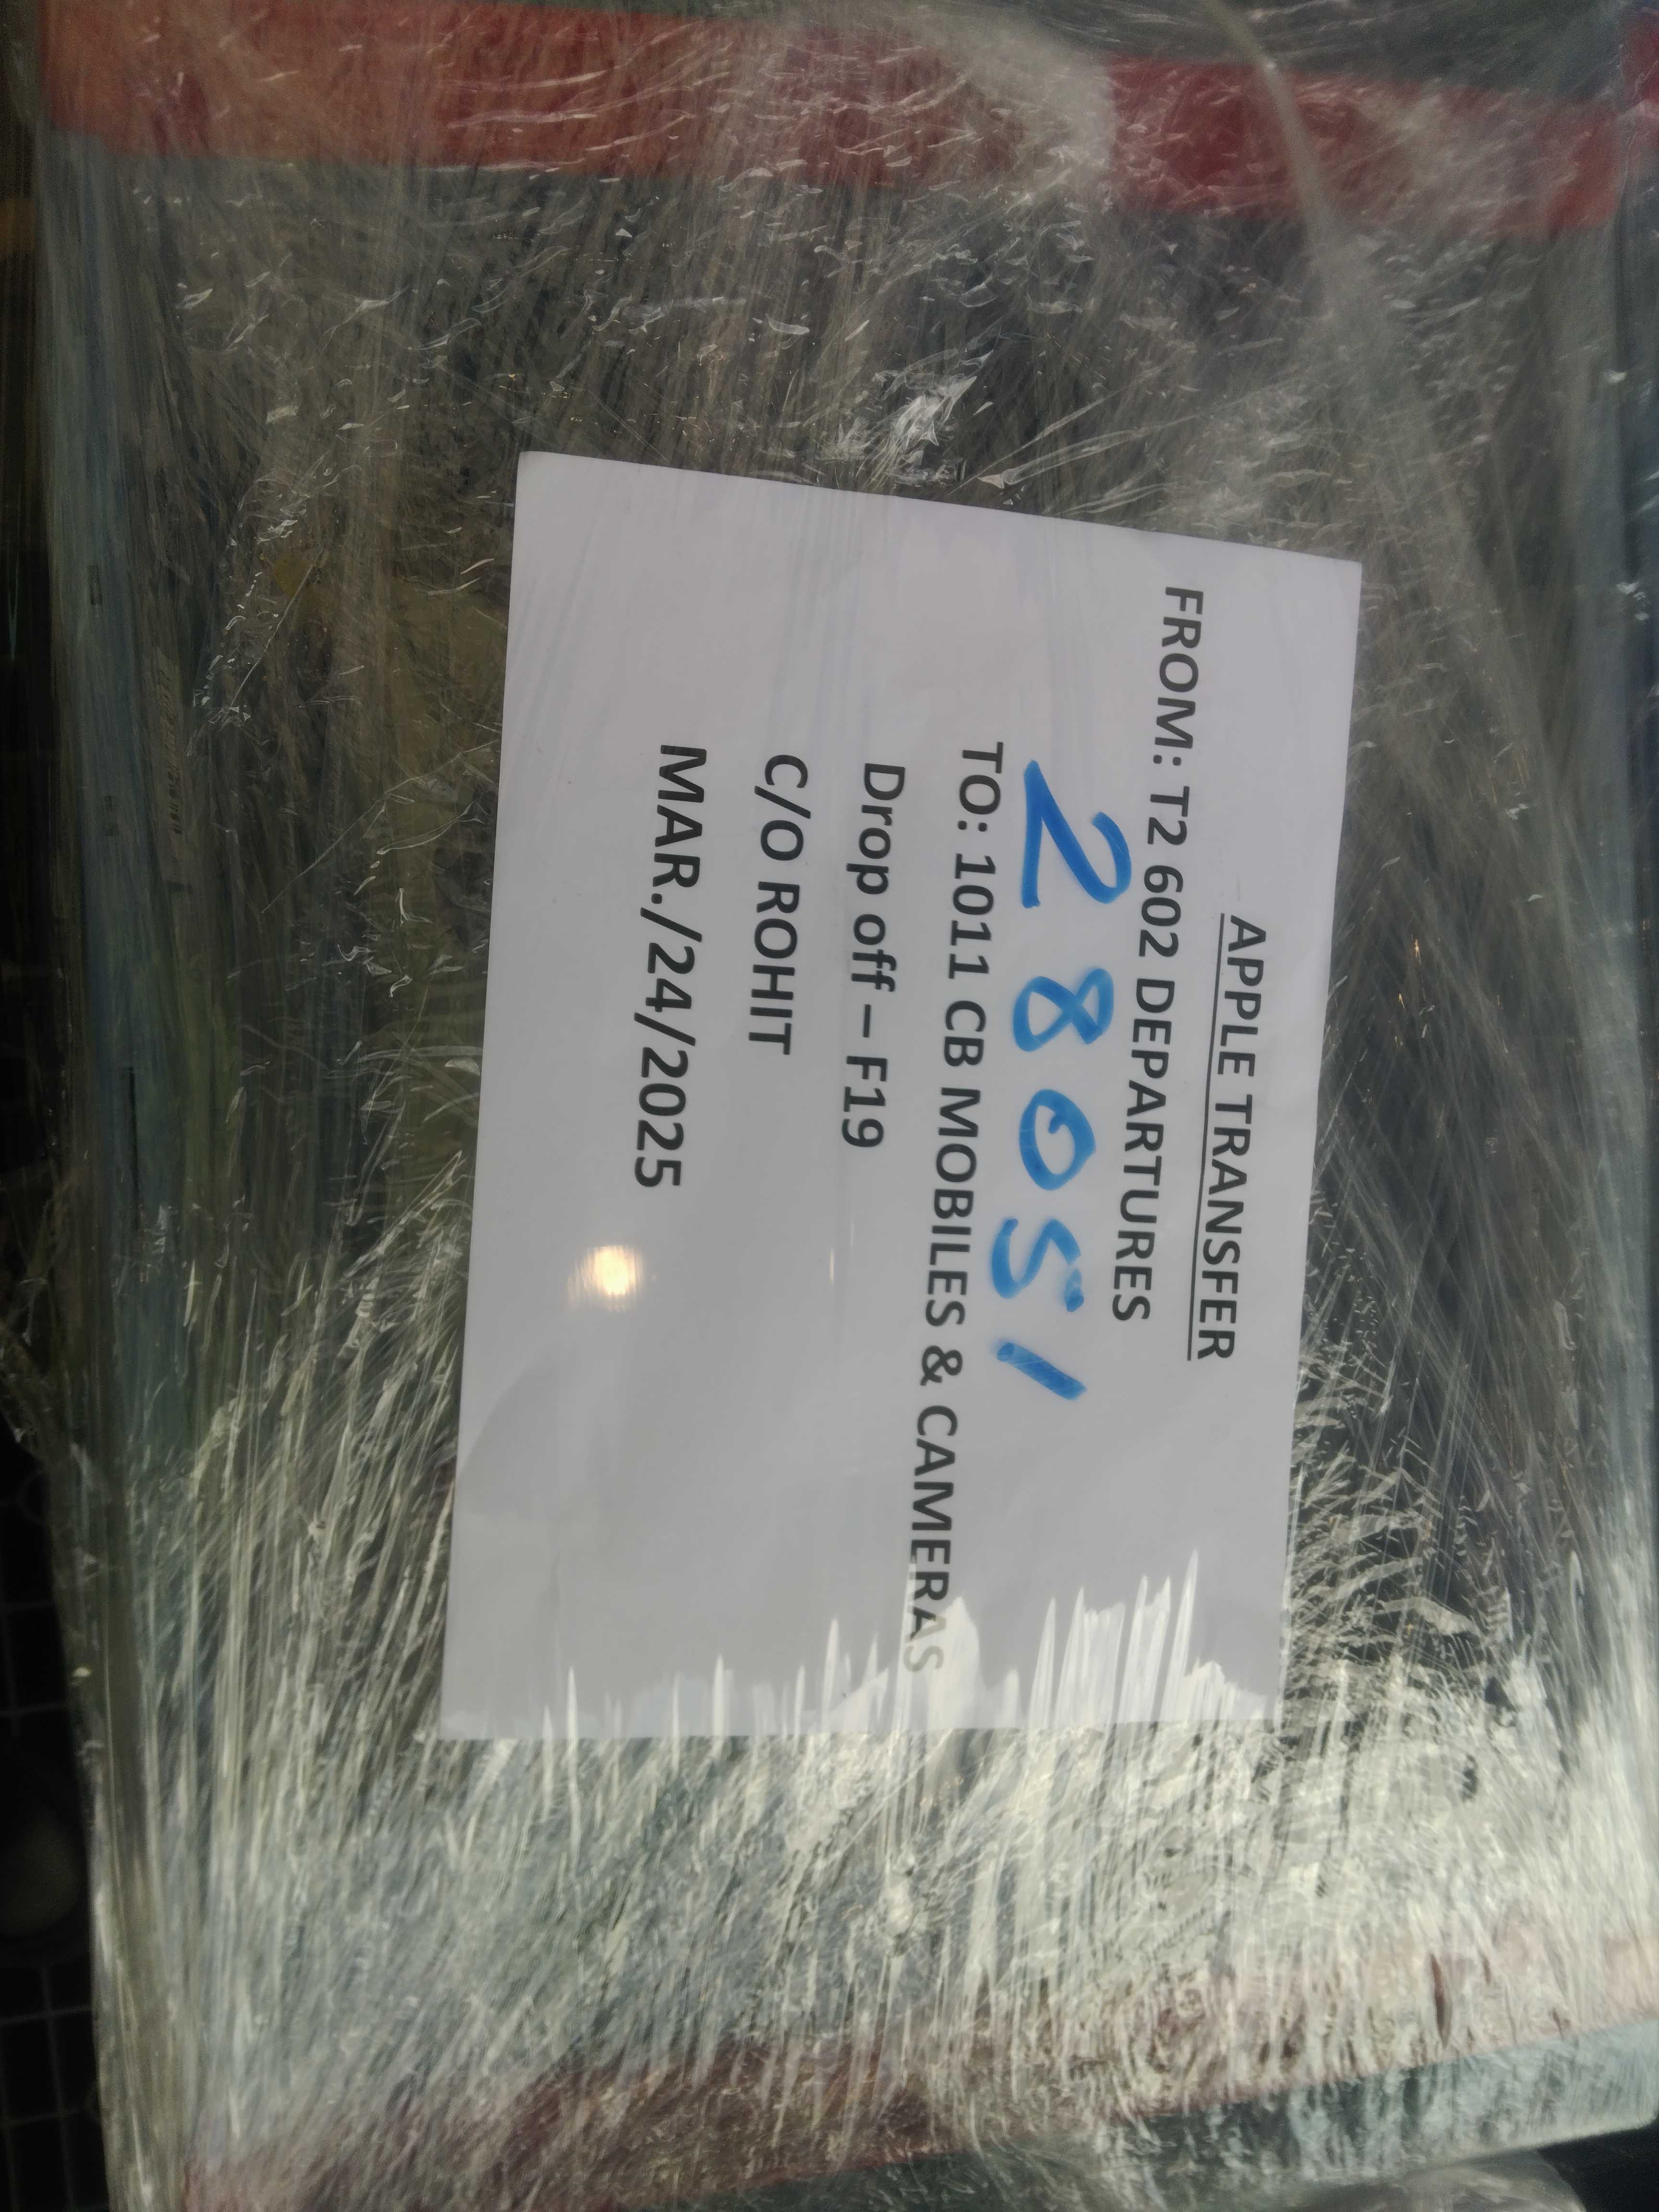 APPLE TRANSFER
FROM: T2 602 DEPARTURES
28051
TO: 1011 CB MOBILES & CAMERAS
Drop off – F19
C/O ROHIT
MAR./24/2025